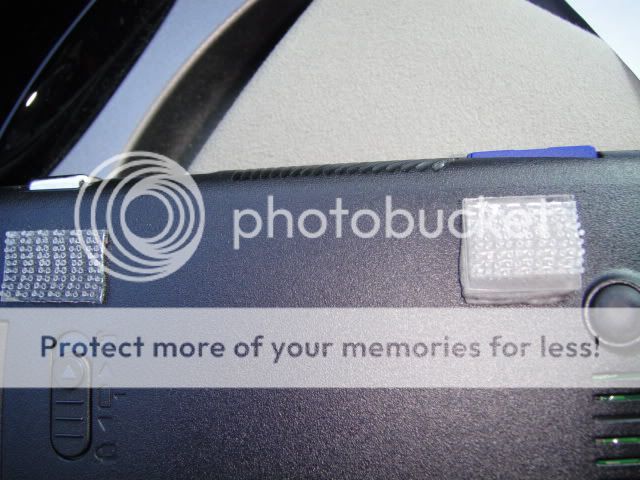 photobucket
Protect more of your memories for less!